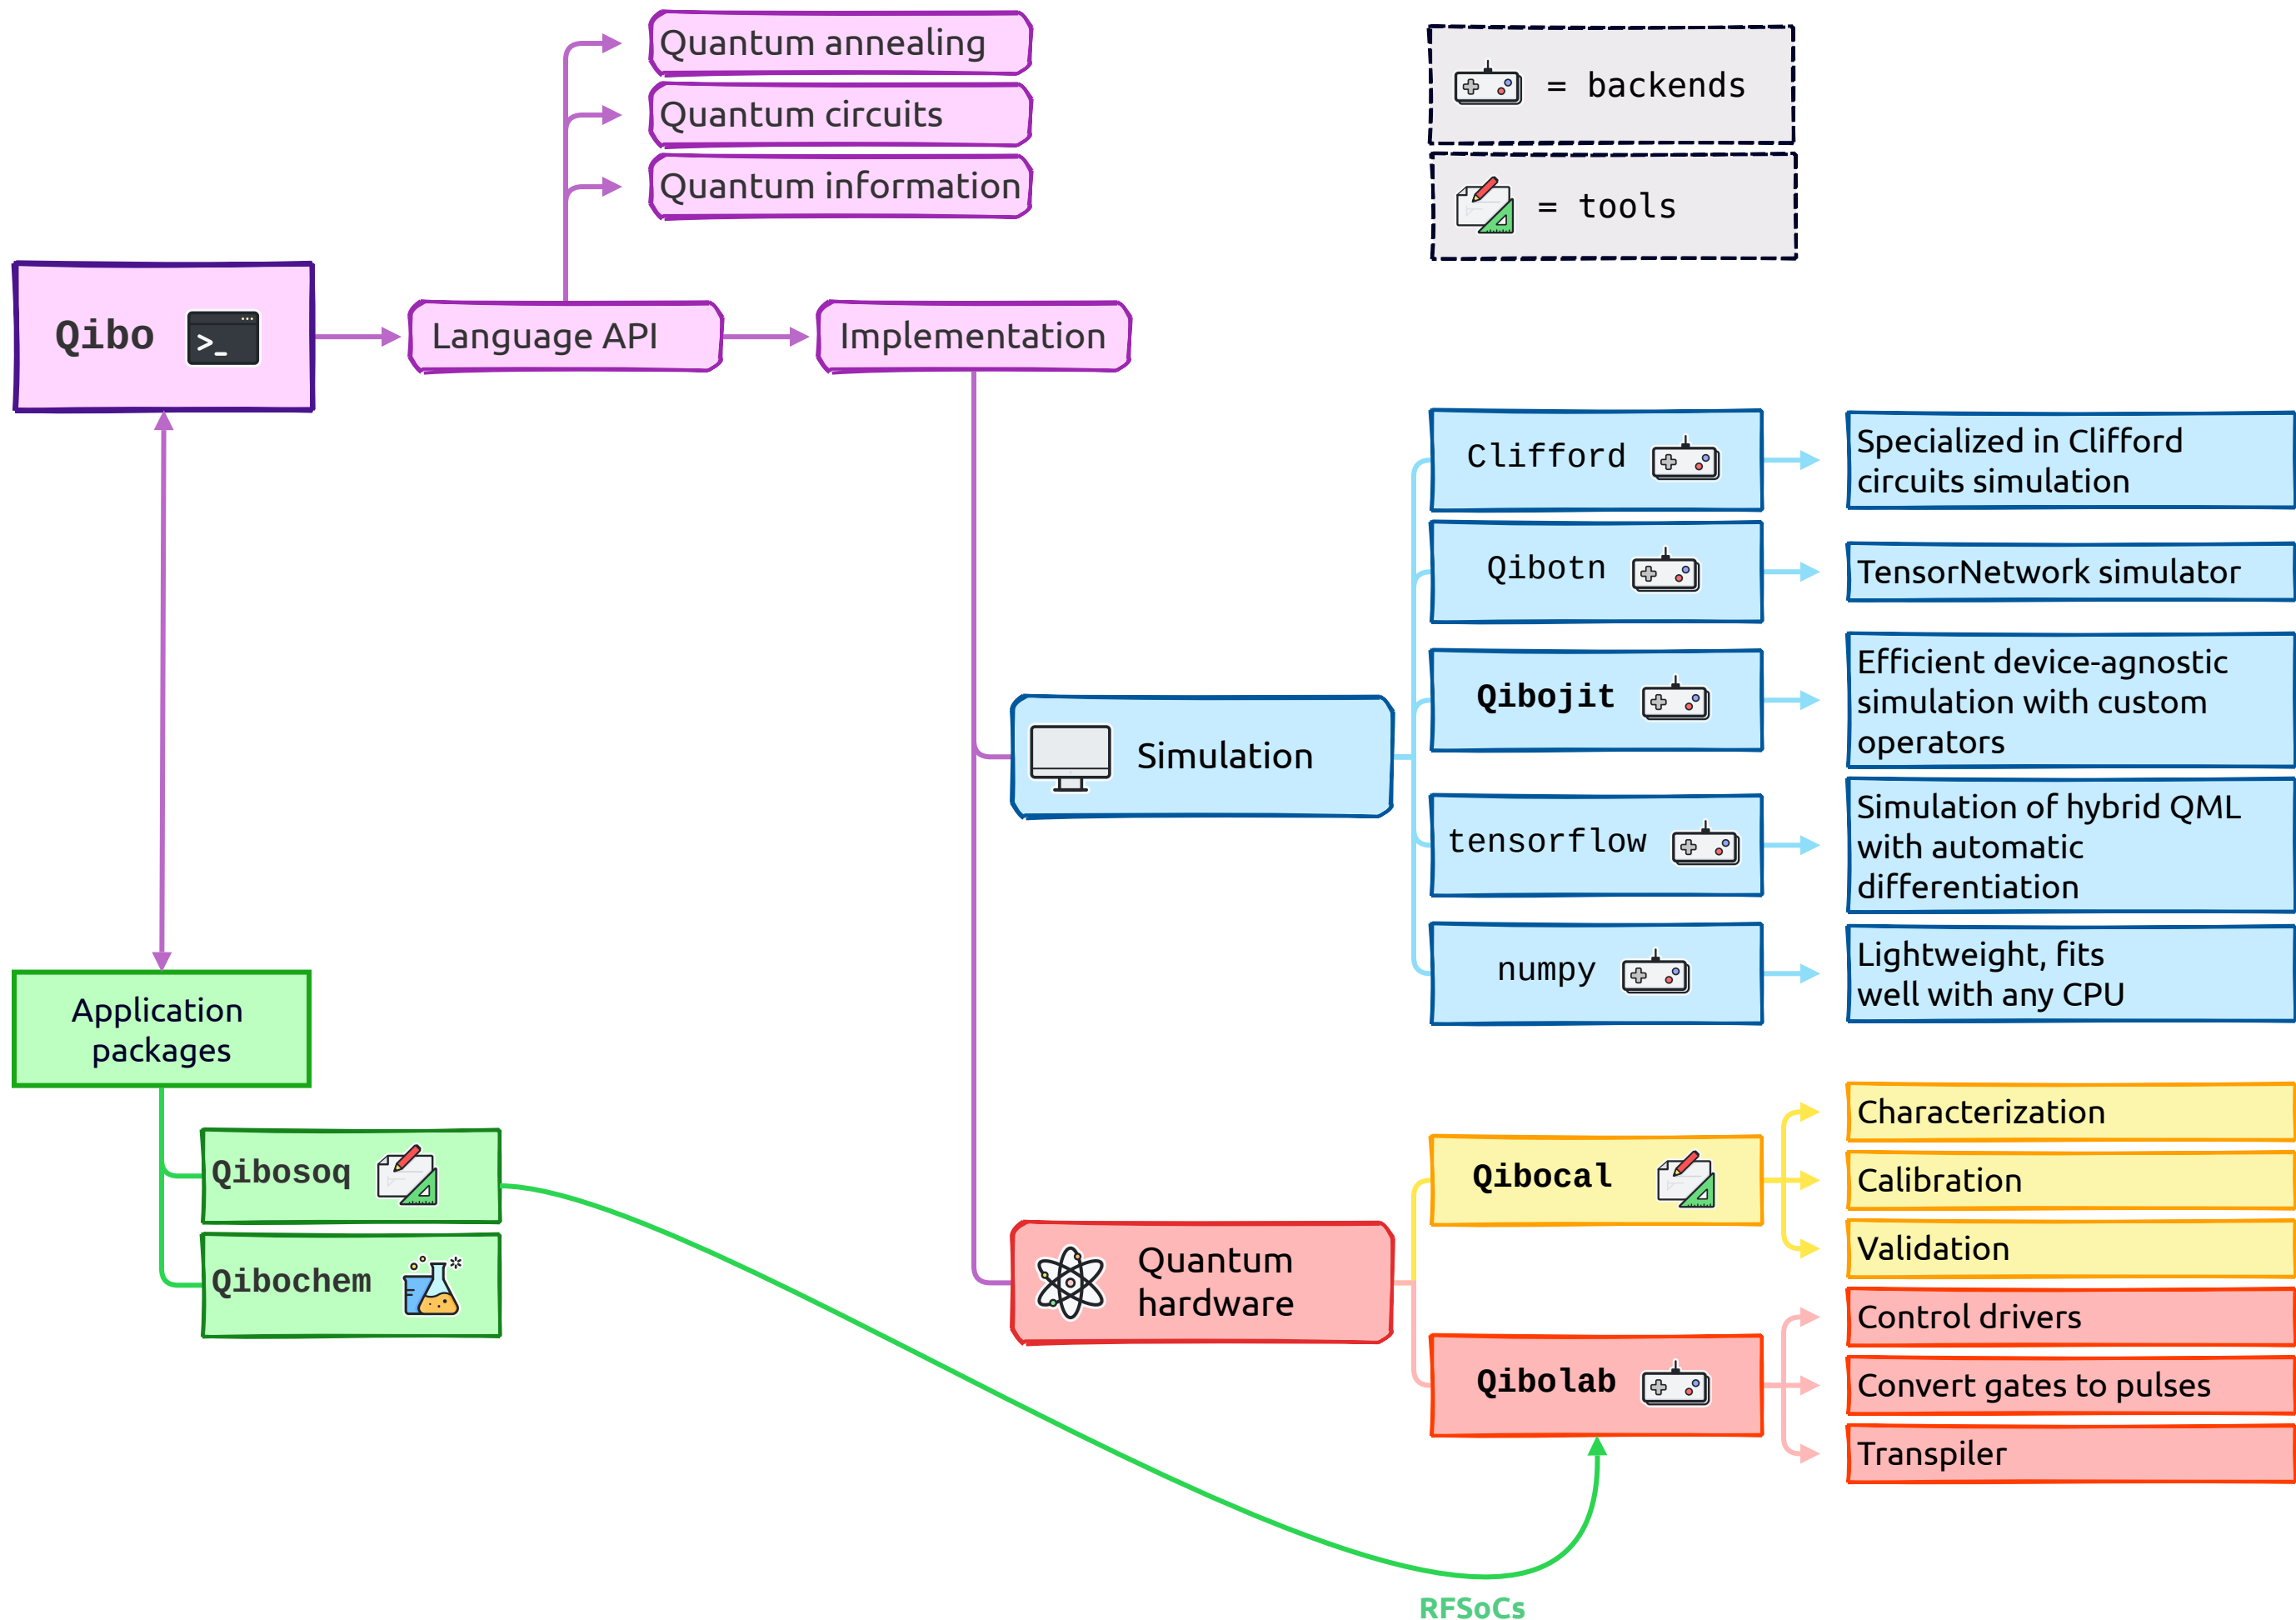 Quantum annealing
Quantum circuits
Quantum information
= backends
= tools
Qibo
>_
Language API
Implementation
Clifford
Specialized in Clifford
circuits simulation
Qibotn
TensorNetwork simulator
Qibojit
Efficient device-agnostic
simulation with custom
operators
Simulation
tensorflow
Simulation of hybrid QML
with automatic
differentiation
numpy
Lightweight, fits
well with any CPU
Application
packages
Qibosoq
Qibochem
Quantum
hardware
Qibocal
Characterization
Calibration
Validation
Qibolab
Control drivers
Convert gates to pulses
Transpiler
RFSoCs